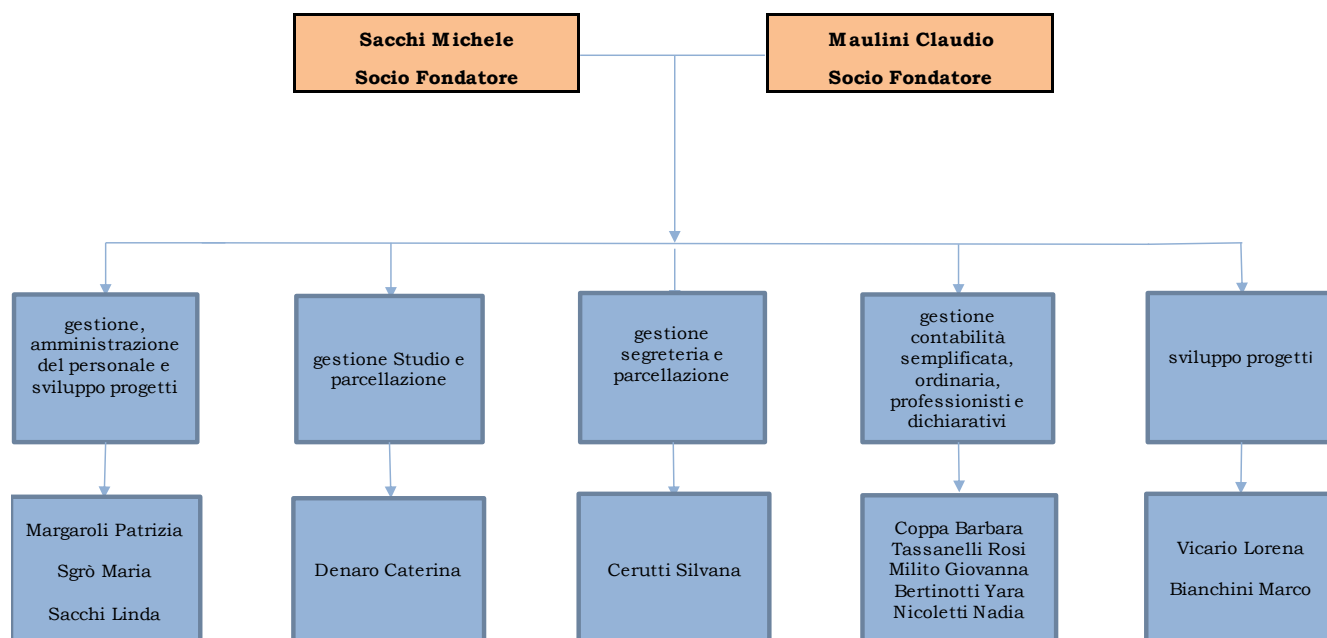 Sacchi Michele
Socio Fondatore
Maulini Claudio
Socio Fondatore
gestione,
amministrazione
del personale e
sviluppo progetti
gestione Studio e
parcellazione
gestione
segreteria e
parcellazione
gestione
contabilità
semplificata,
ordinaria,
professionisti e
dichiarativi
sviluppo progetti
Margaroli Patrizia
Sgrò Maria
Sacchi Linda
Denaro Caterina
Cerutti Silvana
Coppa Barbara
Tassanelli Rosi
Milito Giovanna
Bertinotti Yara
Nicoletti Nadia
Vicario Lorena
Bianchini Marco